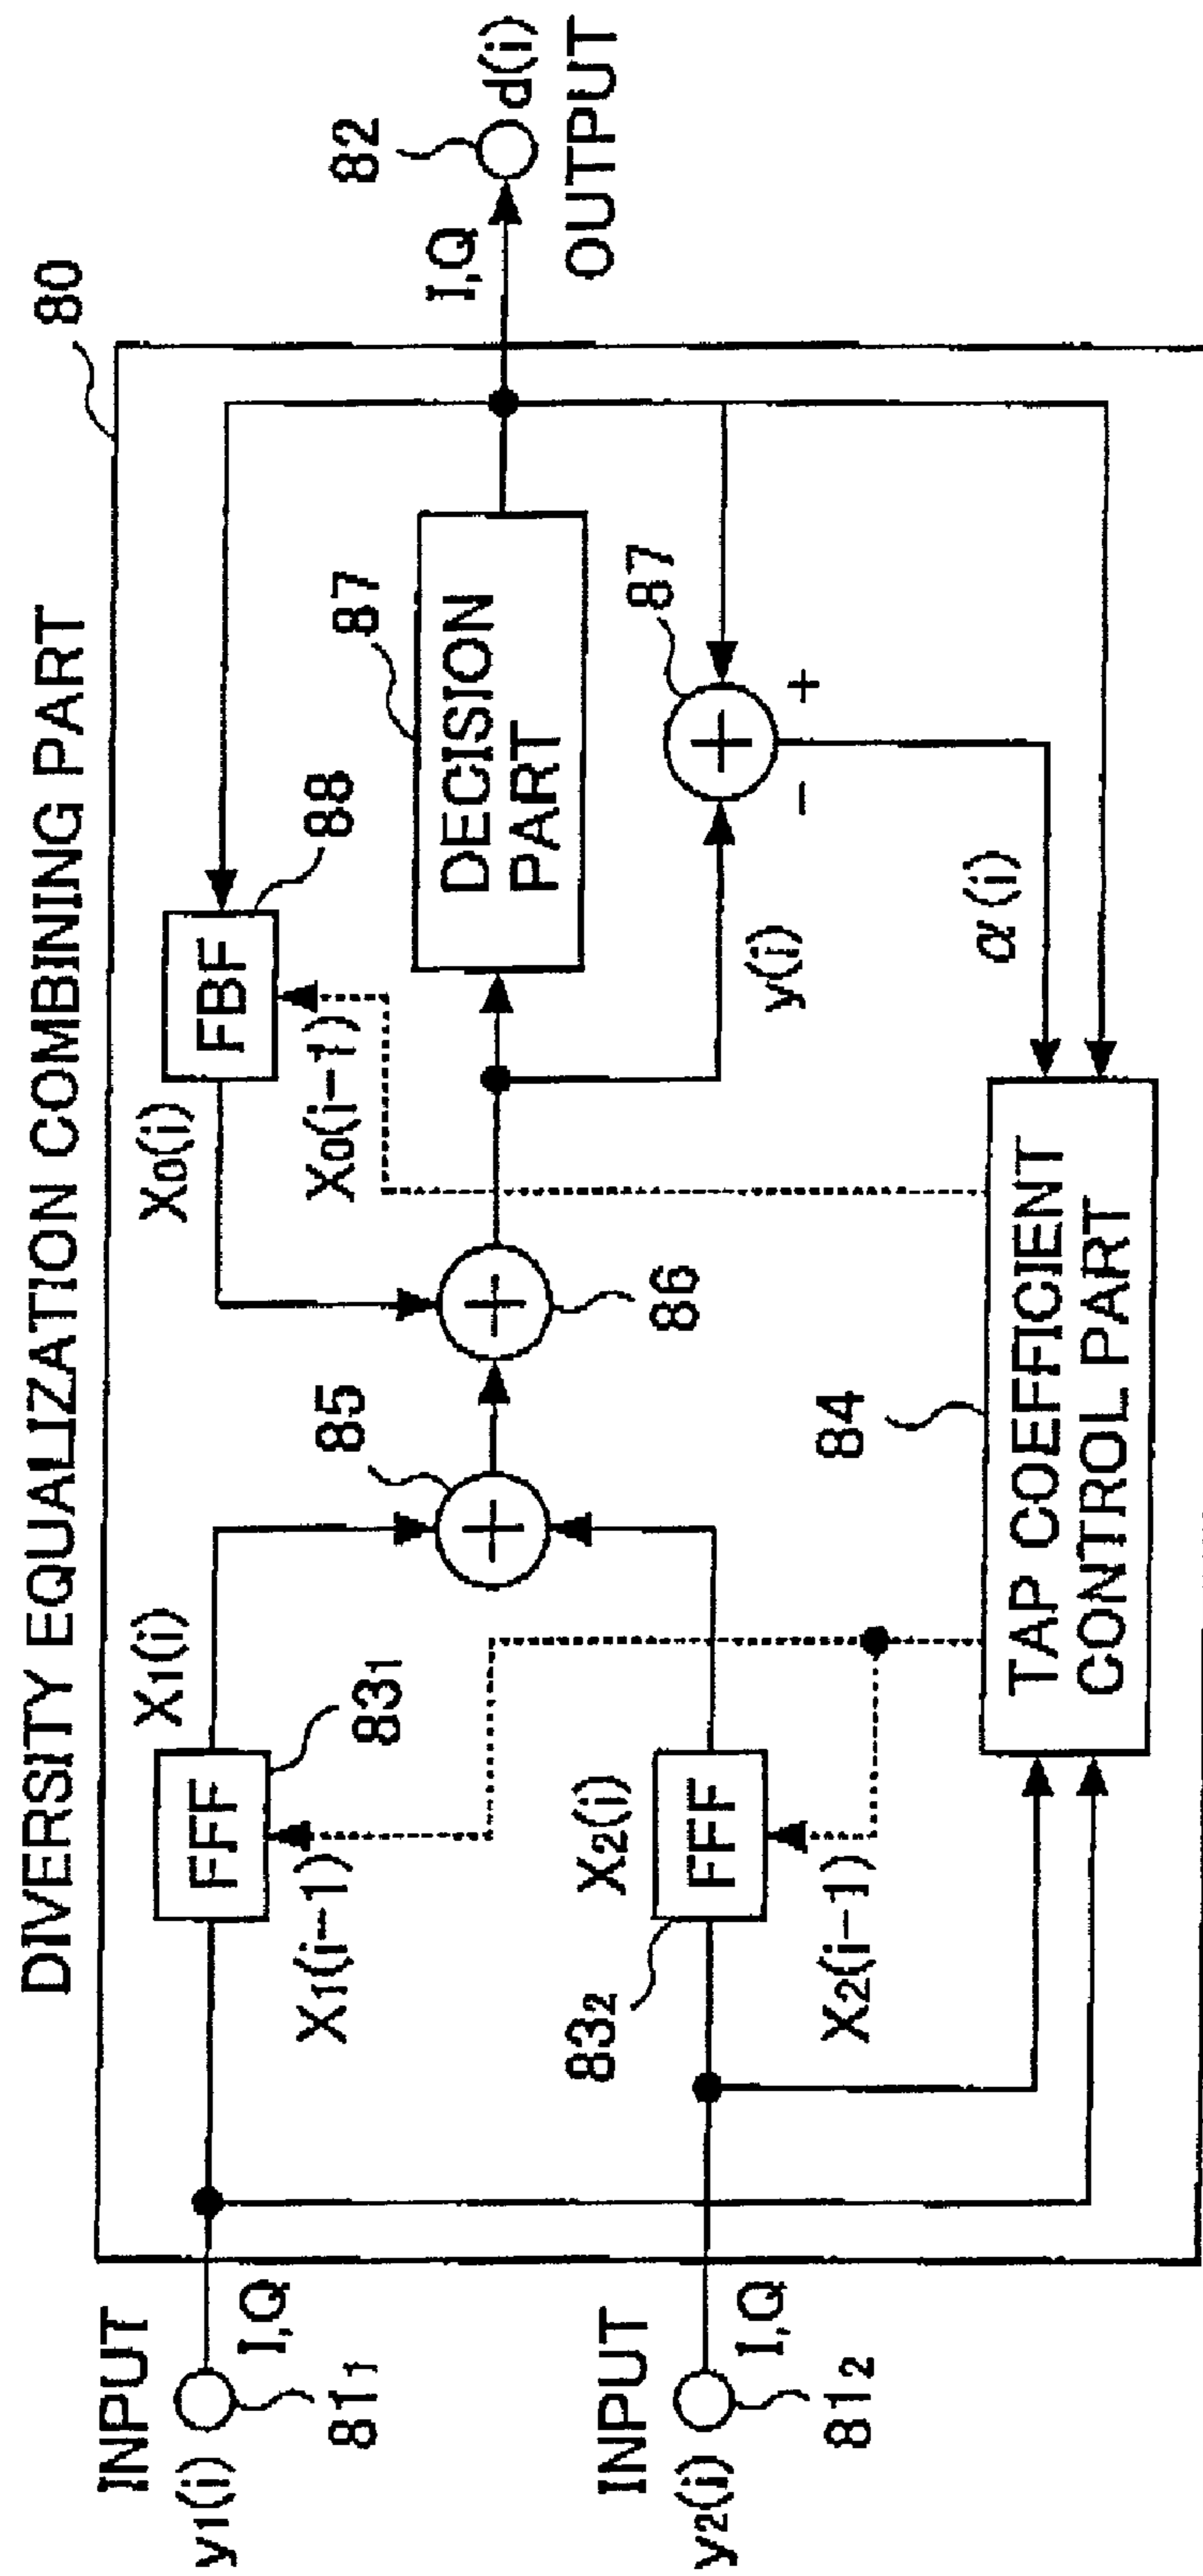 DIVERSITY EQUALIZATION COMBINING PART
80
INPUT
y1(i)
I,Q
81₁
X1(i)
FFF
83₁
X1(i−1)
85
X0(i)
FBF
88
X0(i−1)
86
DECISION
PART
87
I,Q
82
d(i)
OUTPUT
INPUT
y2(i)
I,Q
81₂
X2(i)
FFF
83₂
X2(i−1)
y(i)
87
+
−
α(i)
84
TAP COEFFICIENT
CONTROL PART